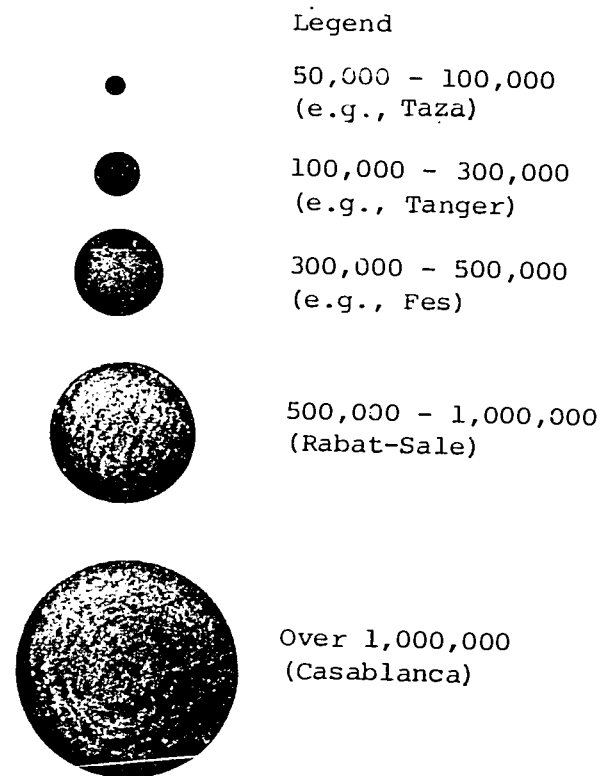 Legend
50,000 - 100,000
(e.g., Taza)
100,000 - 300,000
(e.g., Tanger)
300,000 - 500,000
(e.g., Fes)
500,000 - 1,000,000
(Rabat-Sale)
Over 1,000,000
(Casablanca)